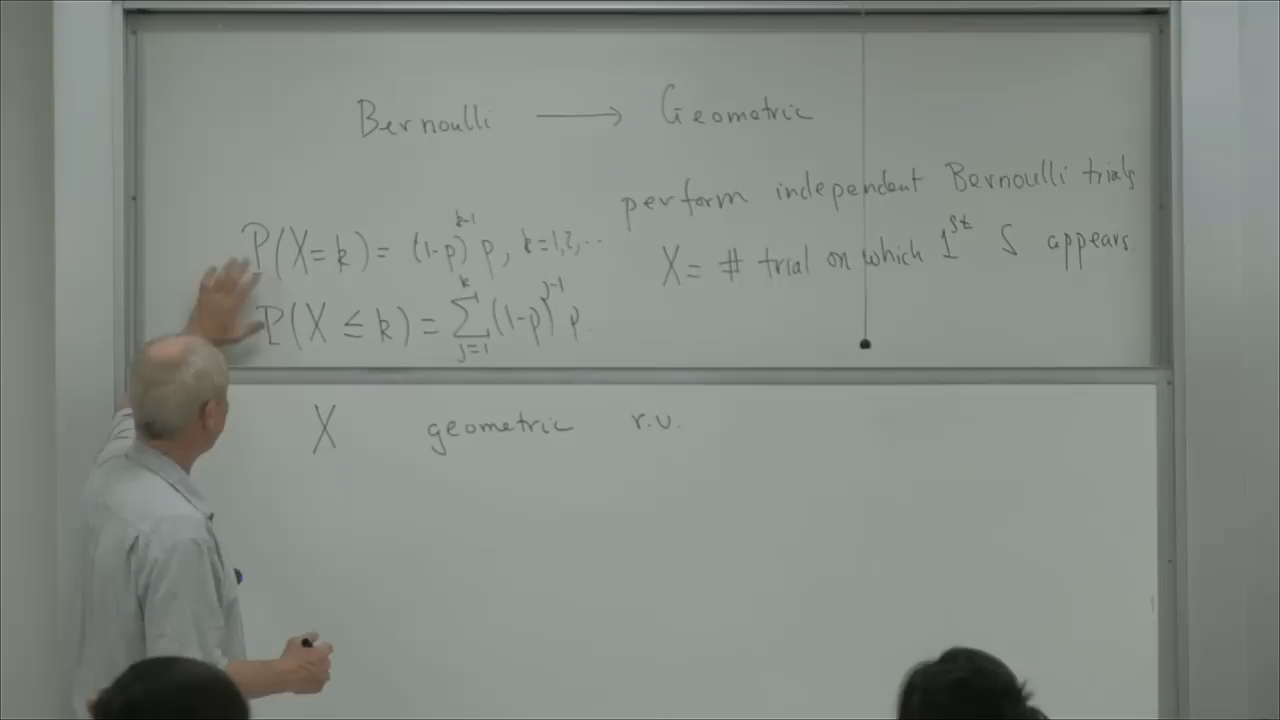 Bernoulli → Geometric
perform independent Bernoulli trials
P(X=k) = (1-p)^{k-1} p, k=1,2,..
X = # trial on which 1st S appears.
P(X ≤ k) = \sum_{j=1}^{k} (1-p)^{j-1} p.
X geometric r.v.